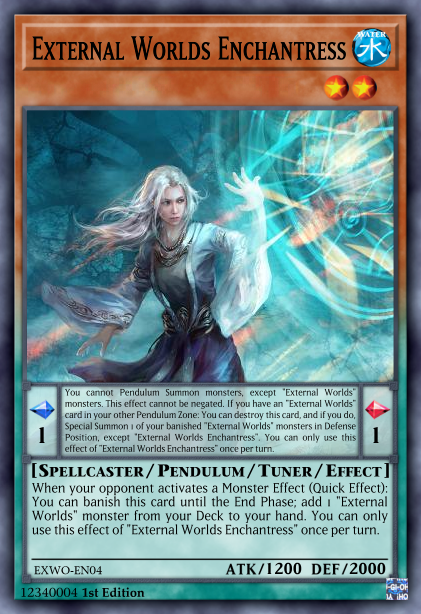 External Worlds Enchantress
WATER
水
You cannot Pendulum Summon monsters, except "External Worlds"
monsters. This effect cannot be negated. If you have an "External Worlds"
card in your other Pendulum Zone: You can destroy this card, and if you do,
Special Summon 1 of your banished "External Worlds" monsters in Defense
Position, except "External Worlds Enchantress". You can only use this
effect of "External Worlds Enchantress" once per turn.
1
1
[Spellcaster/Pendulum/Tuner/Effect]
When your opponent activates a Monster Effect (Quick Effect):
You can banish this card until the End Phase; add 1 "External
Worlds" monster from your Deck to your hand. You can only
use this effect of "External Worlds Enchantress" once per turn.
EXWO-EN04
ATK/1200 DEF/2000
12340004 1st Edition